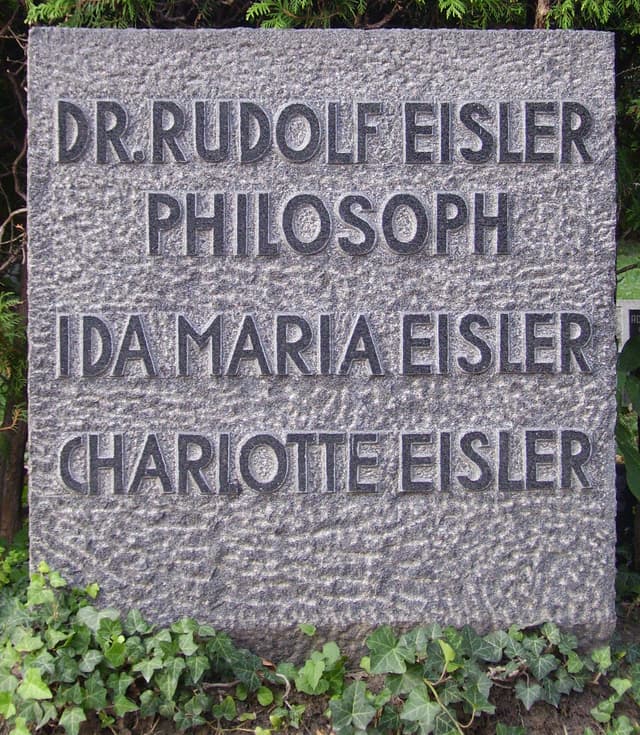 DR. RUDOLF EISLER
PHILOSOPH
IDA MARIA EISLER
CHARLOTTE EISLER